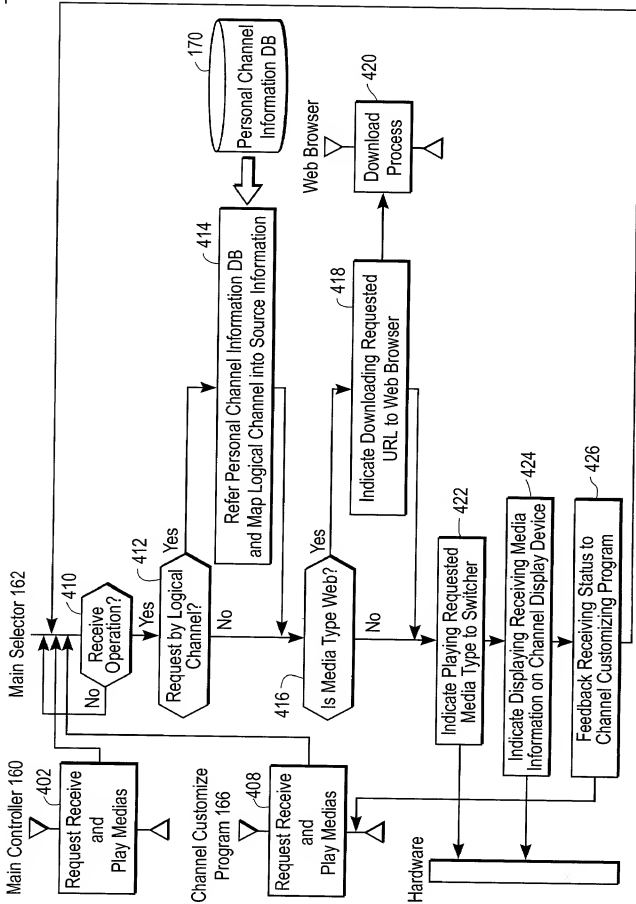 Main Controller 160
402
Request Receive
and
Play Medias
Channel Customize
Program 166
408
Request Receive
and
Play Medias
Hardware
Main Selector 162
410
Receive
Operation?
No
Yes
412
Request by Logical
Channel?
Yes
No
414
Refer Personal Channel Information DB
and Map Logical Channel into Source Information
170
Personal Channel
Information DB
416
Is Media Type Web?
Yes
No
418
Indicate Downloading Requested
URL to Web Browser
Web Browser
420
Download
Process
422
Indicate Playing Requested
Media Type to Switcher
424
Indicate Displaying Receiving Media
Information on Channel Display Device
426
Feedback Receiving Status to
Channel Customizing Program